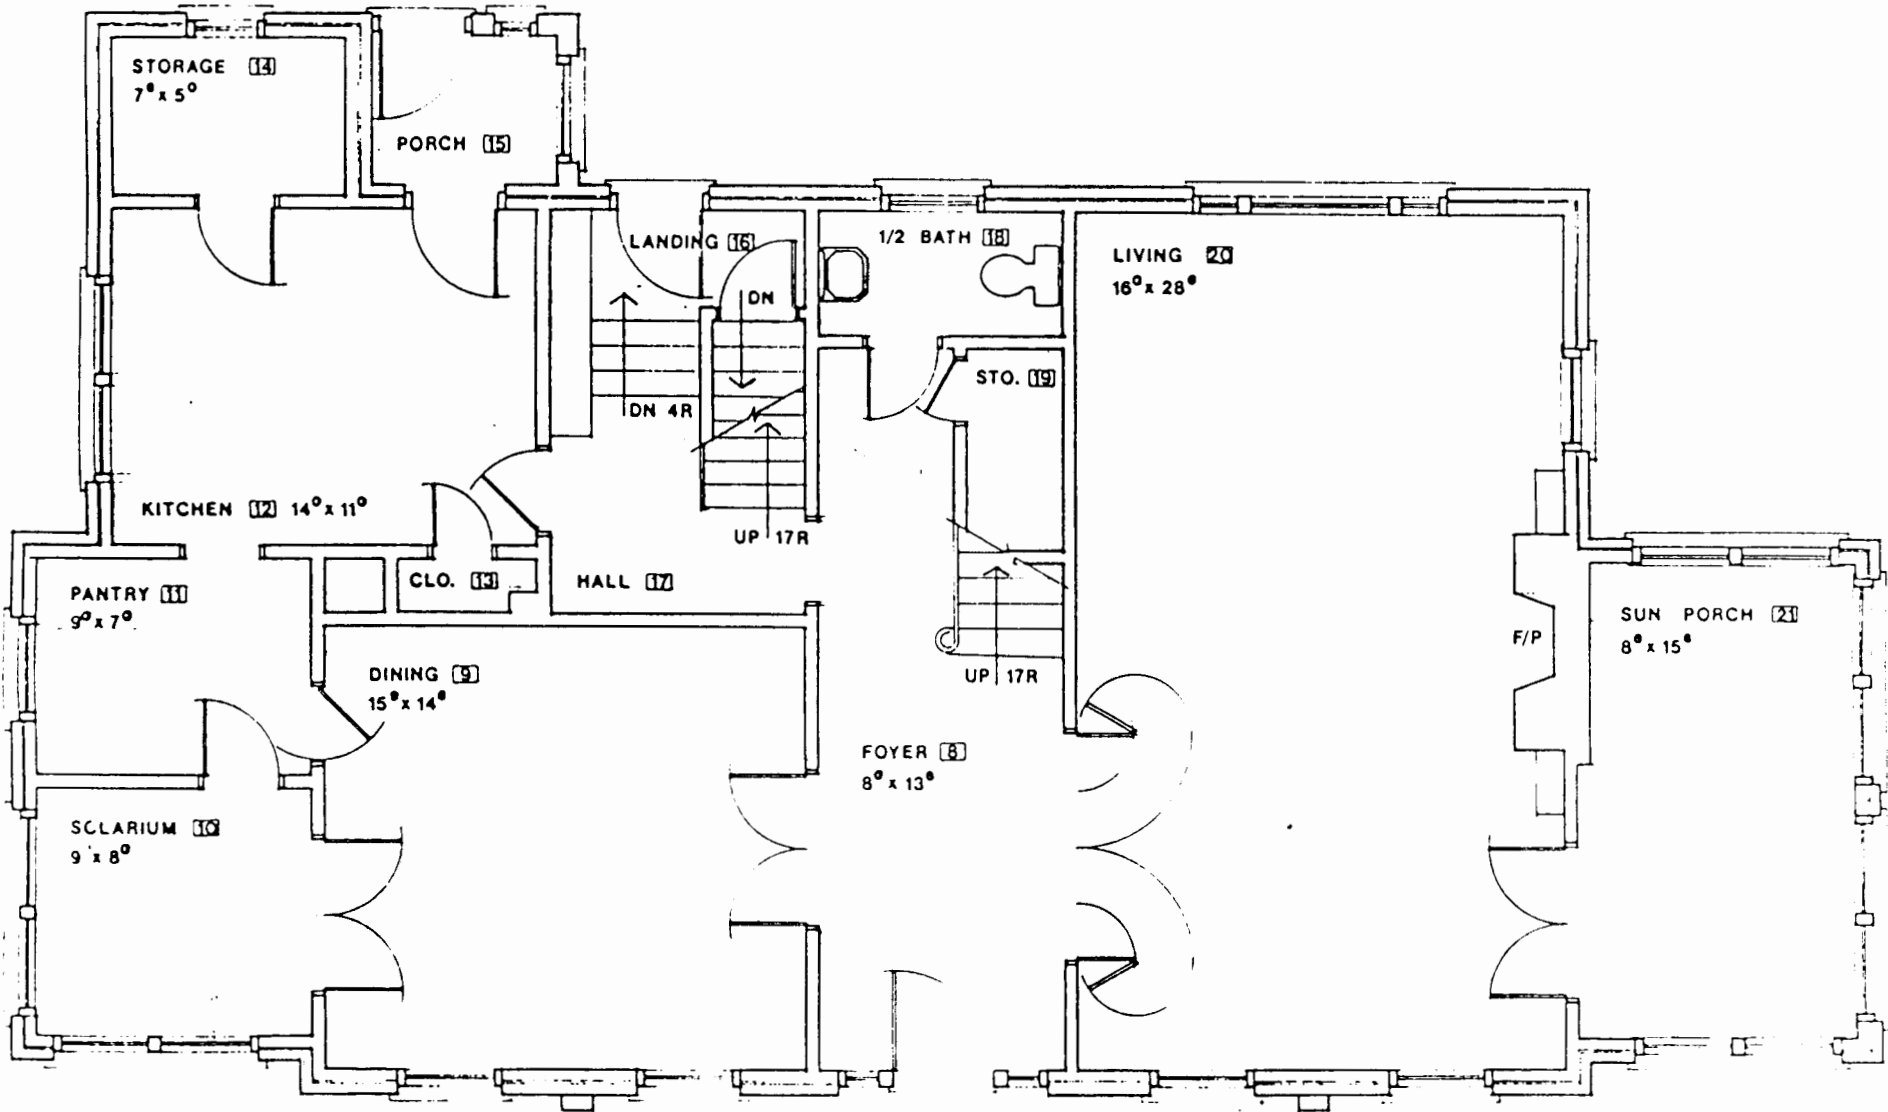 STORAGE 14
7⁶ x 5⁰
PORCH 15
LANDING 16
DN
DN 4R
UP 17R
1/2 BATH 18
STO. 19
LIVING 20
16⁰ x 28⁶
KITCHEN 12 14⁰ x 11⁰
CLO. 13
HALL 17
PANTRY 11
9⁰ x 7⁰
DINING 9
15⁶ x 14⁶
UP 17R
FOYER 8
8⁰ x 13⁶
F/P
SUN PORCH 21
8⁶ x 15⁶
SOLARIUM 10
9 x 8⁰